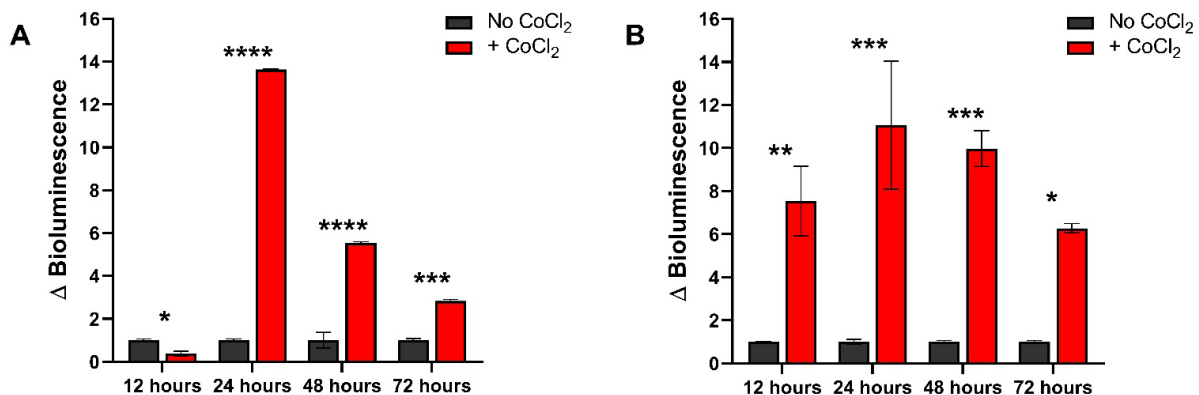 A
Δ Bioluminescence
16
14
12
10
8
6
4
2
0
No CoCl₂
+ CoCl₂
*
****
****
***
12 hours 24 hours 48 hours 72 hours
B
Δ Bioluminescence
16
14
12
10
8
6
4
2
0
No CoCl₂
+ CoCl₂
**
***
***
*
12 hours 24 hours 48 hours 72 hours